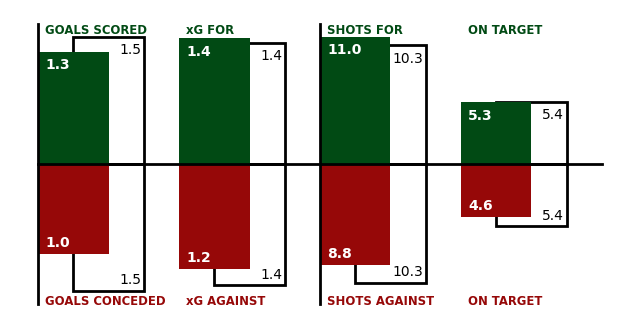 GOALS SCORED xG FOR SHOTS FOR ON TARGET
1.3 1.5 1.4 1.4 11.0 10.3 5.3 5.4
1.0 1.5 1.2 1.4 8.8 10.3 4.6 5.4
GOALS CONCEDED xG AGAINST SHOTS AGAINST ON TARGET